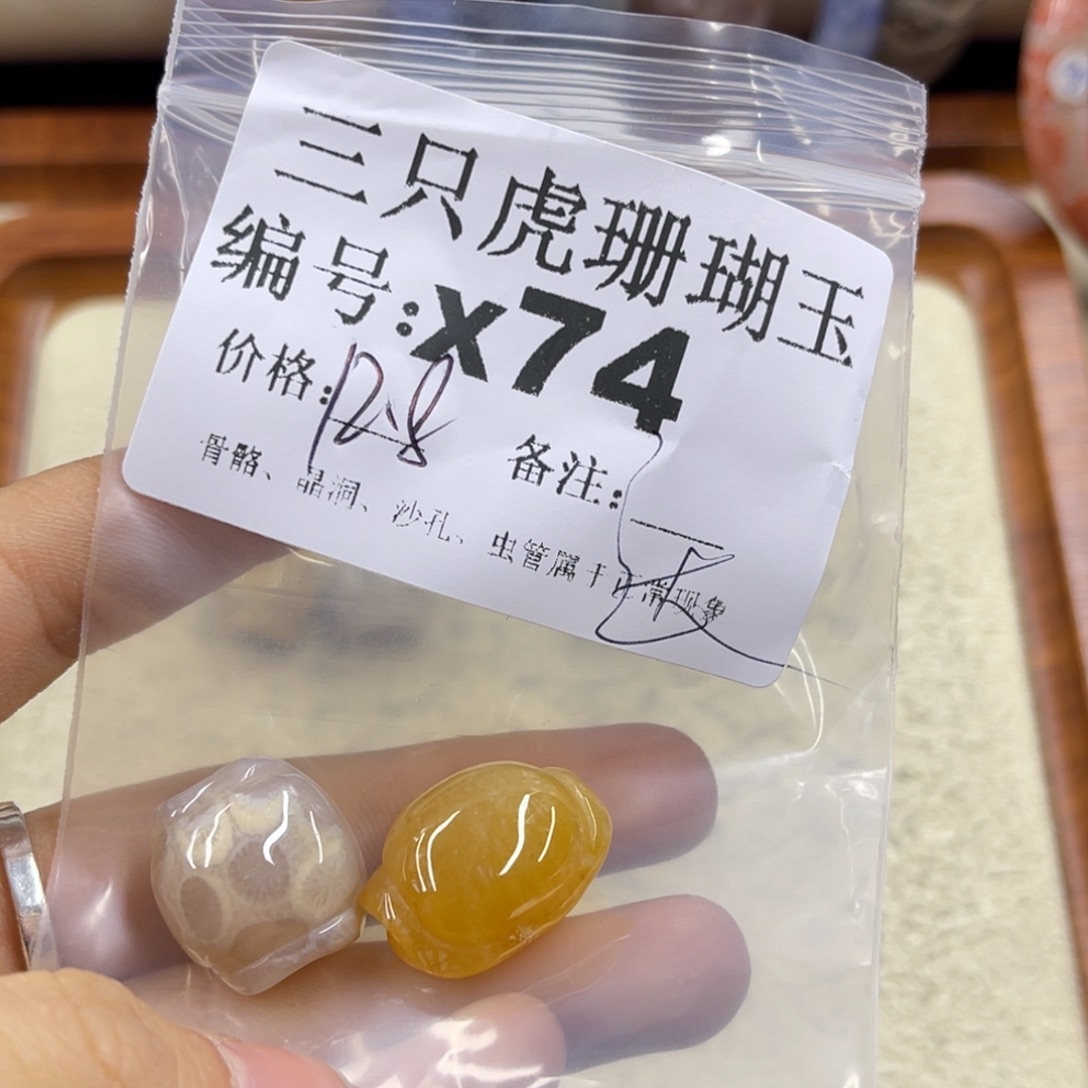 三只虎珊瑚玉
编号:X74
价格:128 备注:
骨骼、晶洞、沙孔、虫管属于正常现象